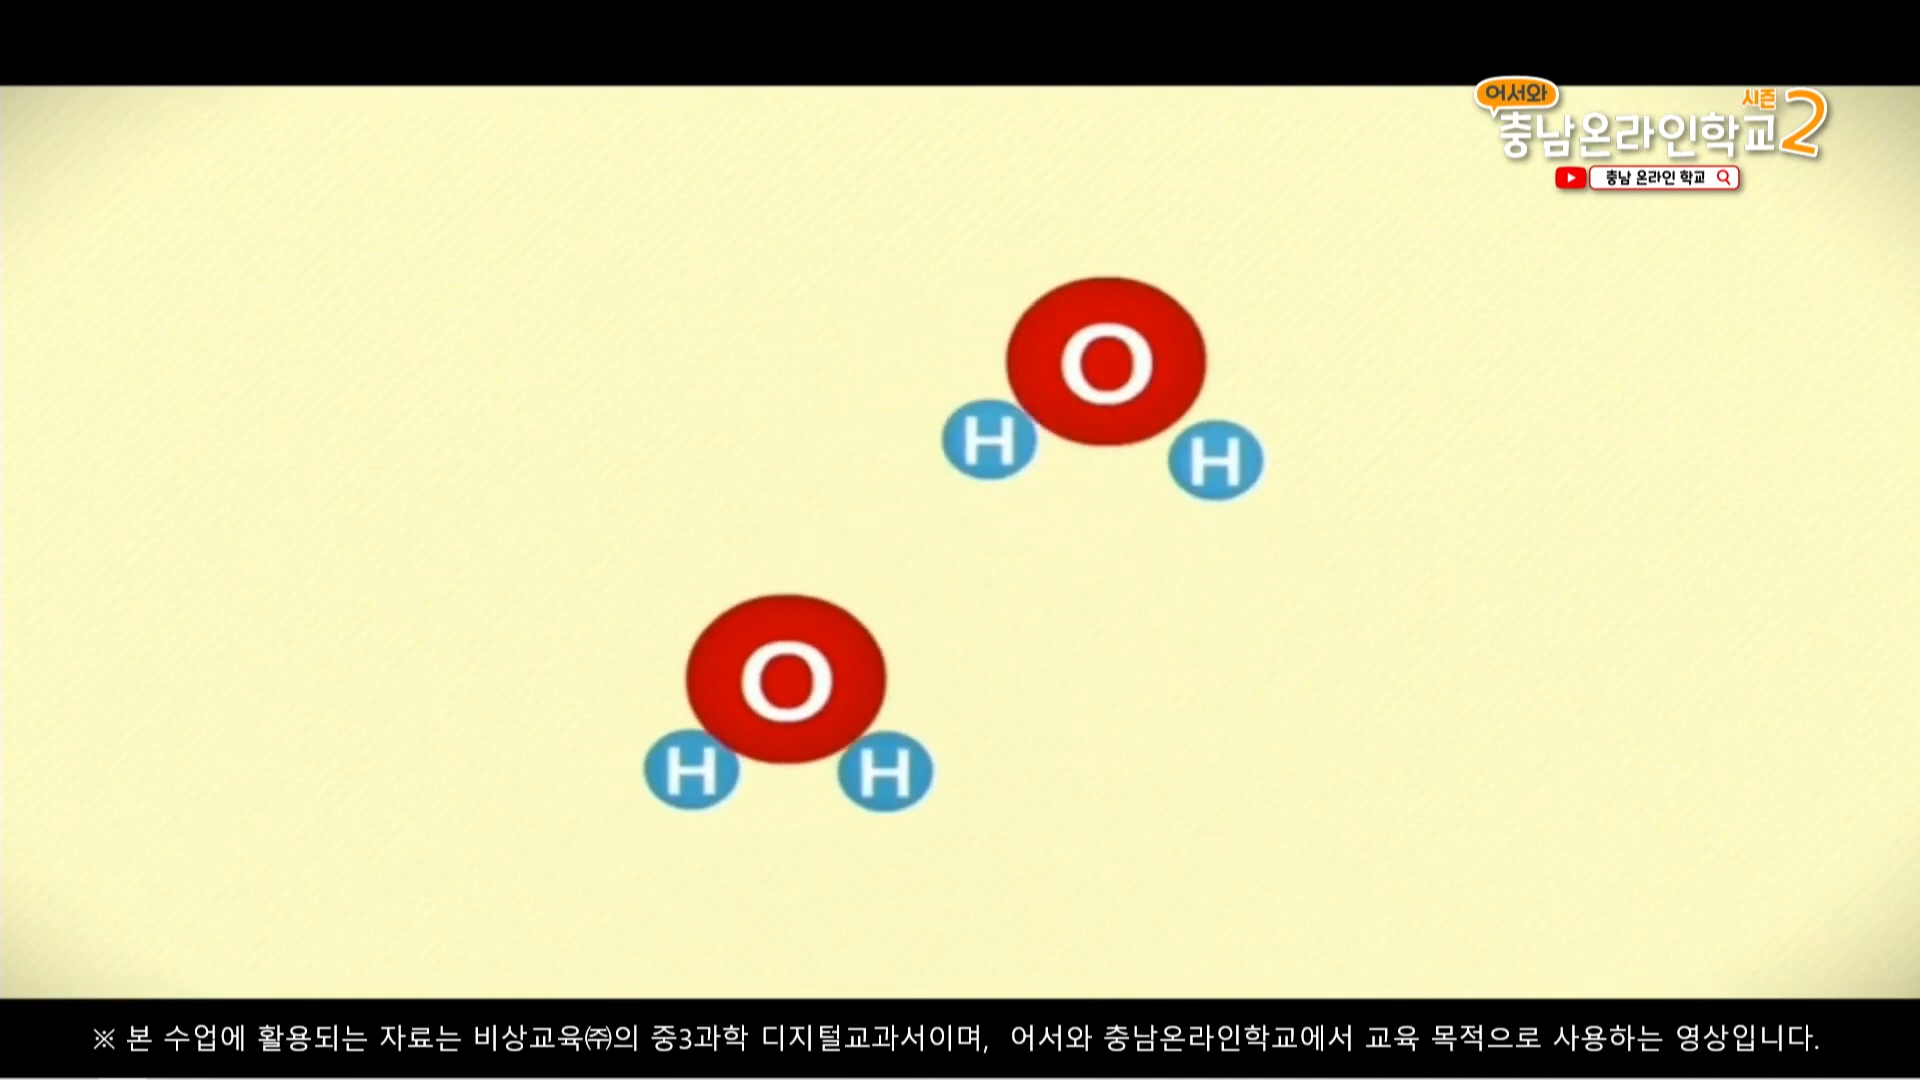 어서와
시즌
충남온라인학교2
충남 온라인 학교
O
H
H
O
H
H
※ 본 수업에 활용되는 자료는 비상교육㈜의 중3과학 디지털교과서이며, 어서와 충남온라인학교에서 교육 목적으로 사용하는 영상입니다.